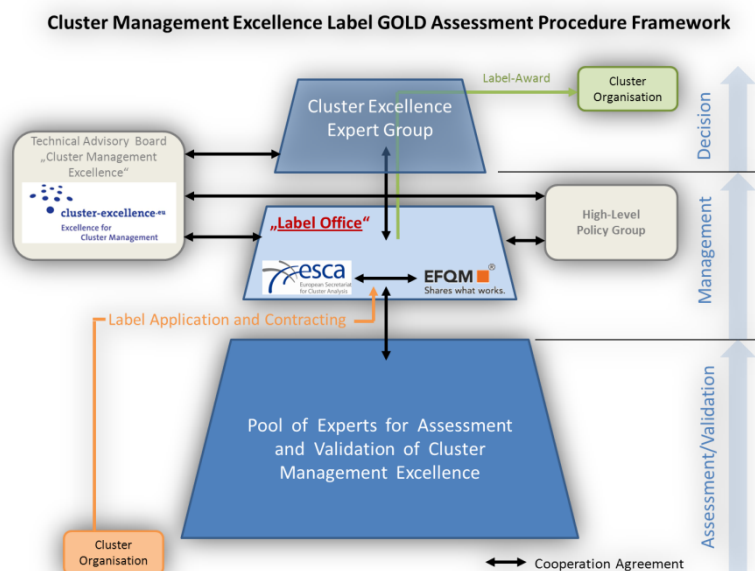 Cluster Management Excellence Label GOLD Assessment Procedure Framework
Label-Award
Cluster
Organisation
Cluster Excellence
Expert Group
Decision
Technical Advisory Board
„Cluster Management
Excellence“
cluster-excellence.eu
Excellence for
Cluster Management
„Label Office“
High-Level
Policy Group
Management
esca
European Secretariat
for Cluster Analysis
EFQM
®
Shares what works.
Label Application and Contracting
Pool of Experts for Assessment
and Validation of Cluster
Management Excellence
Assessment/Validation
Cluster
Organisation
Cooperation Agreement